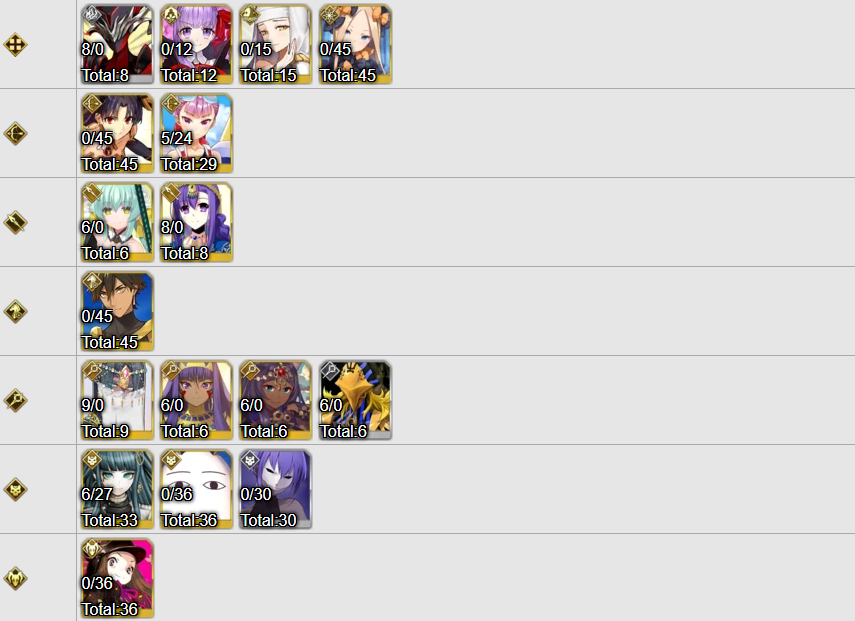 8/0
Total:8
0/12
Total:12
0/15
Total:15
0/45
Total:45
0/45
Total:45
5/24
Total:29
6/0
Total:6
8/0
Total:8
0/45
Total:45
9/0
Total:9
6/0
Total:6
6/0
Total:6
6/0
Total:6
6/27
Total:33
0/36
Total:36
0/30
Total:30
0/36
Total:36